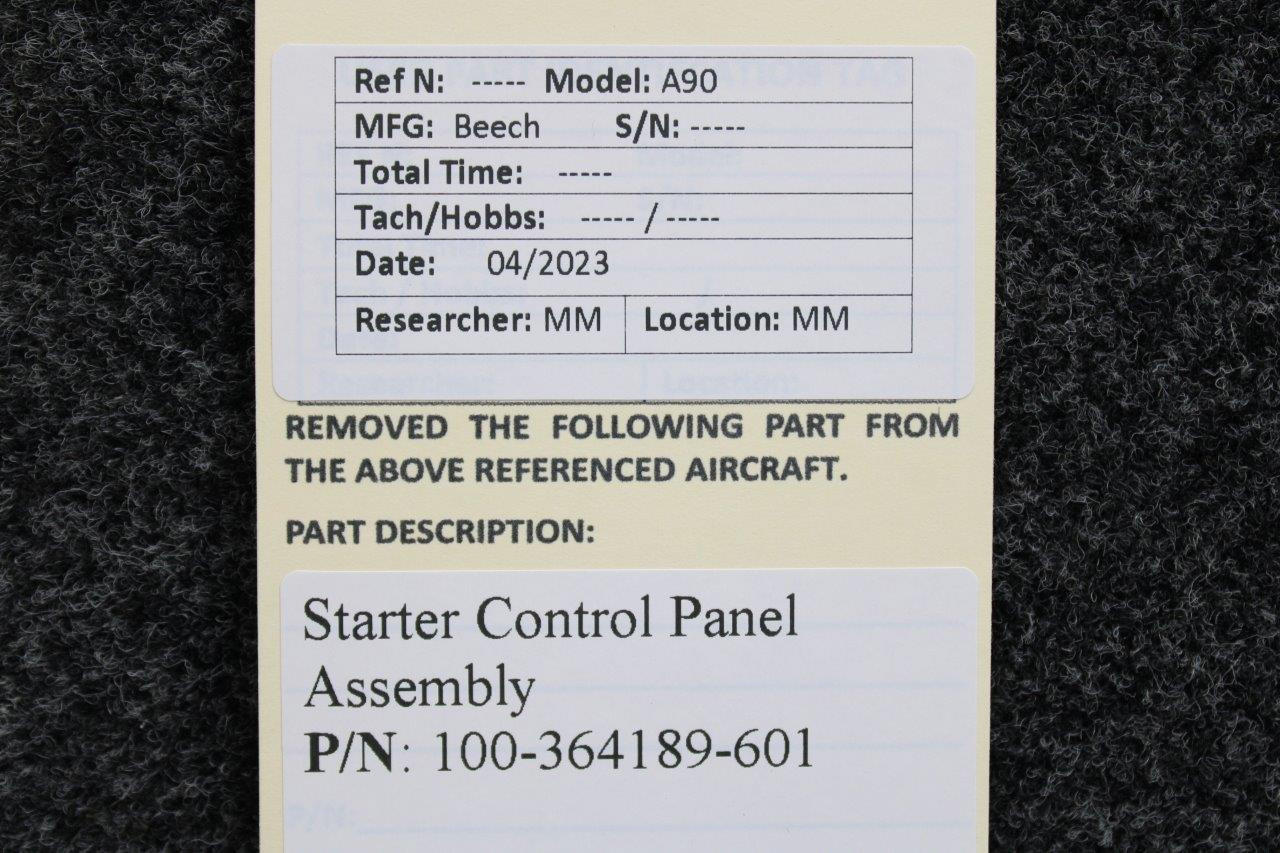 Ref N: ----- Model: A90
MFG: Beech S/N: -----
Total Time: -----
Tach/Hobbs: ----- / -----
Date: 04/2023
Researcher: MM Location: MM
REMOVED THE FOLLOWING PART FROM
THE ABOVE REFERENCED AIRCRAFT.
PART DESCRIPTION:
Starter Control Panel
Assembly
P/N: 100-364189-601
P/N: